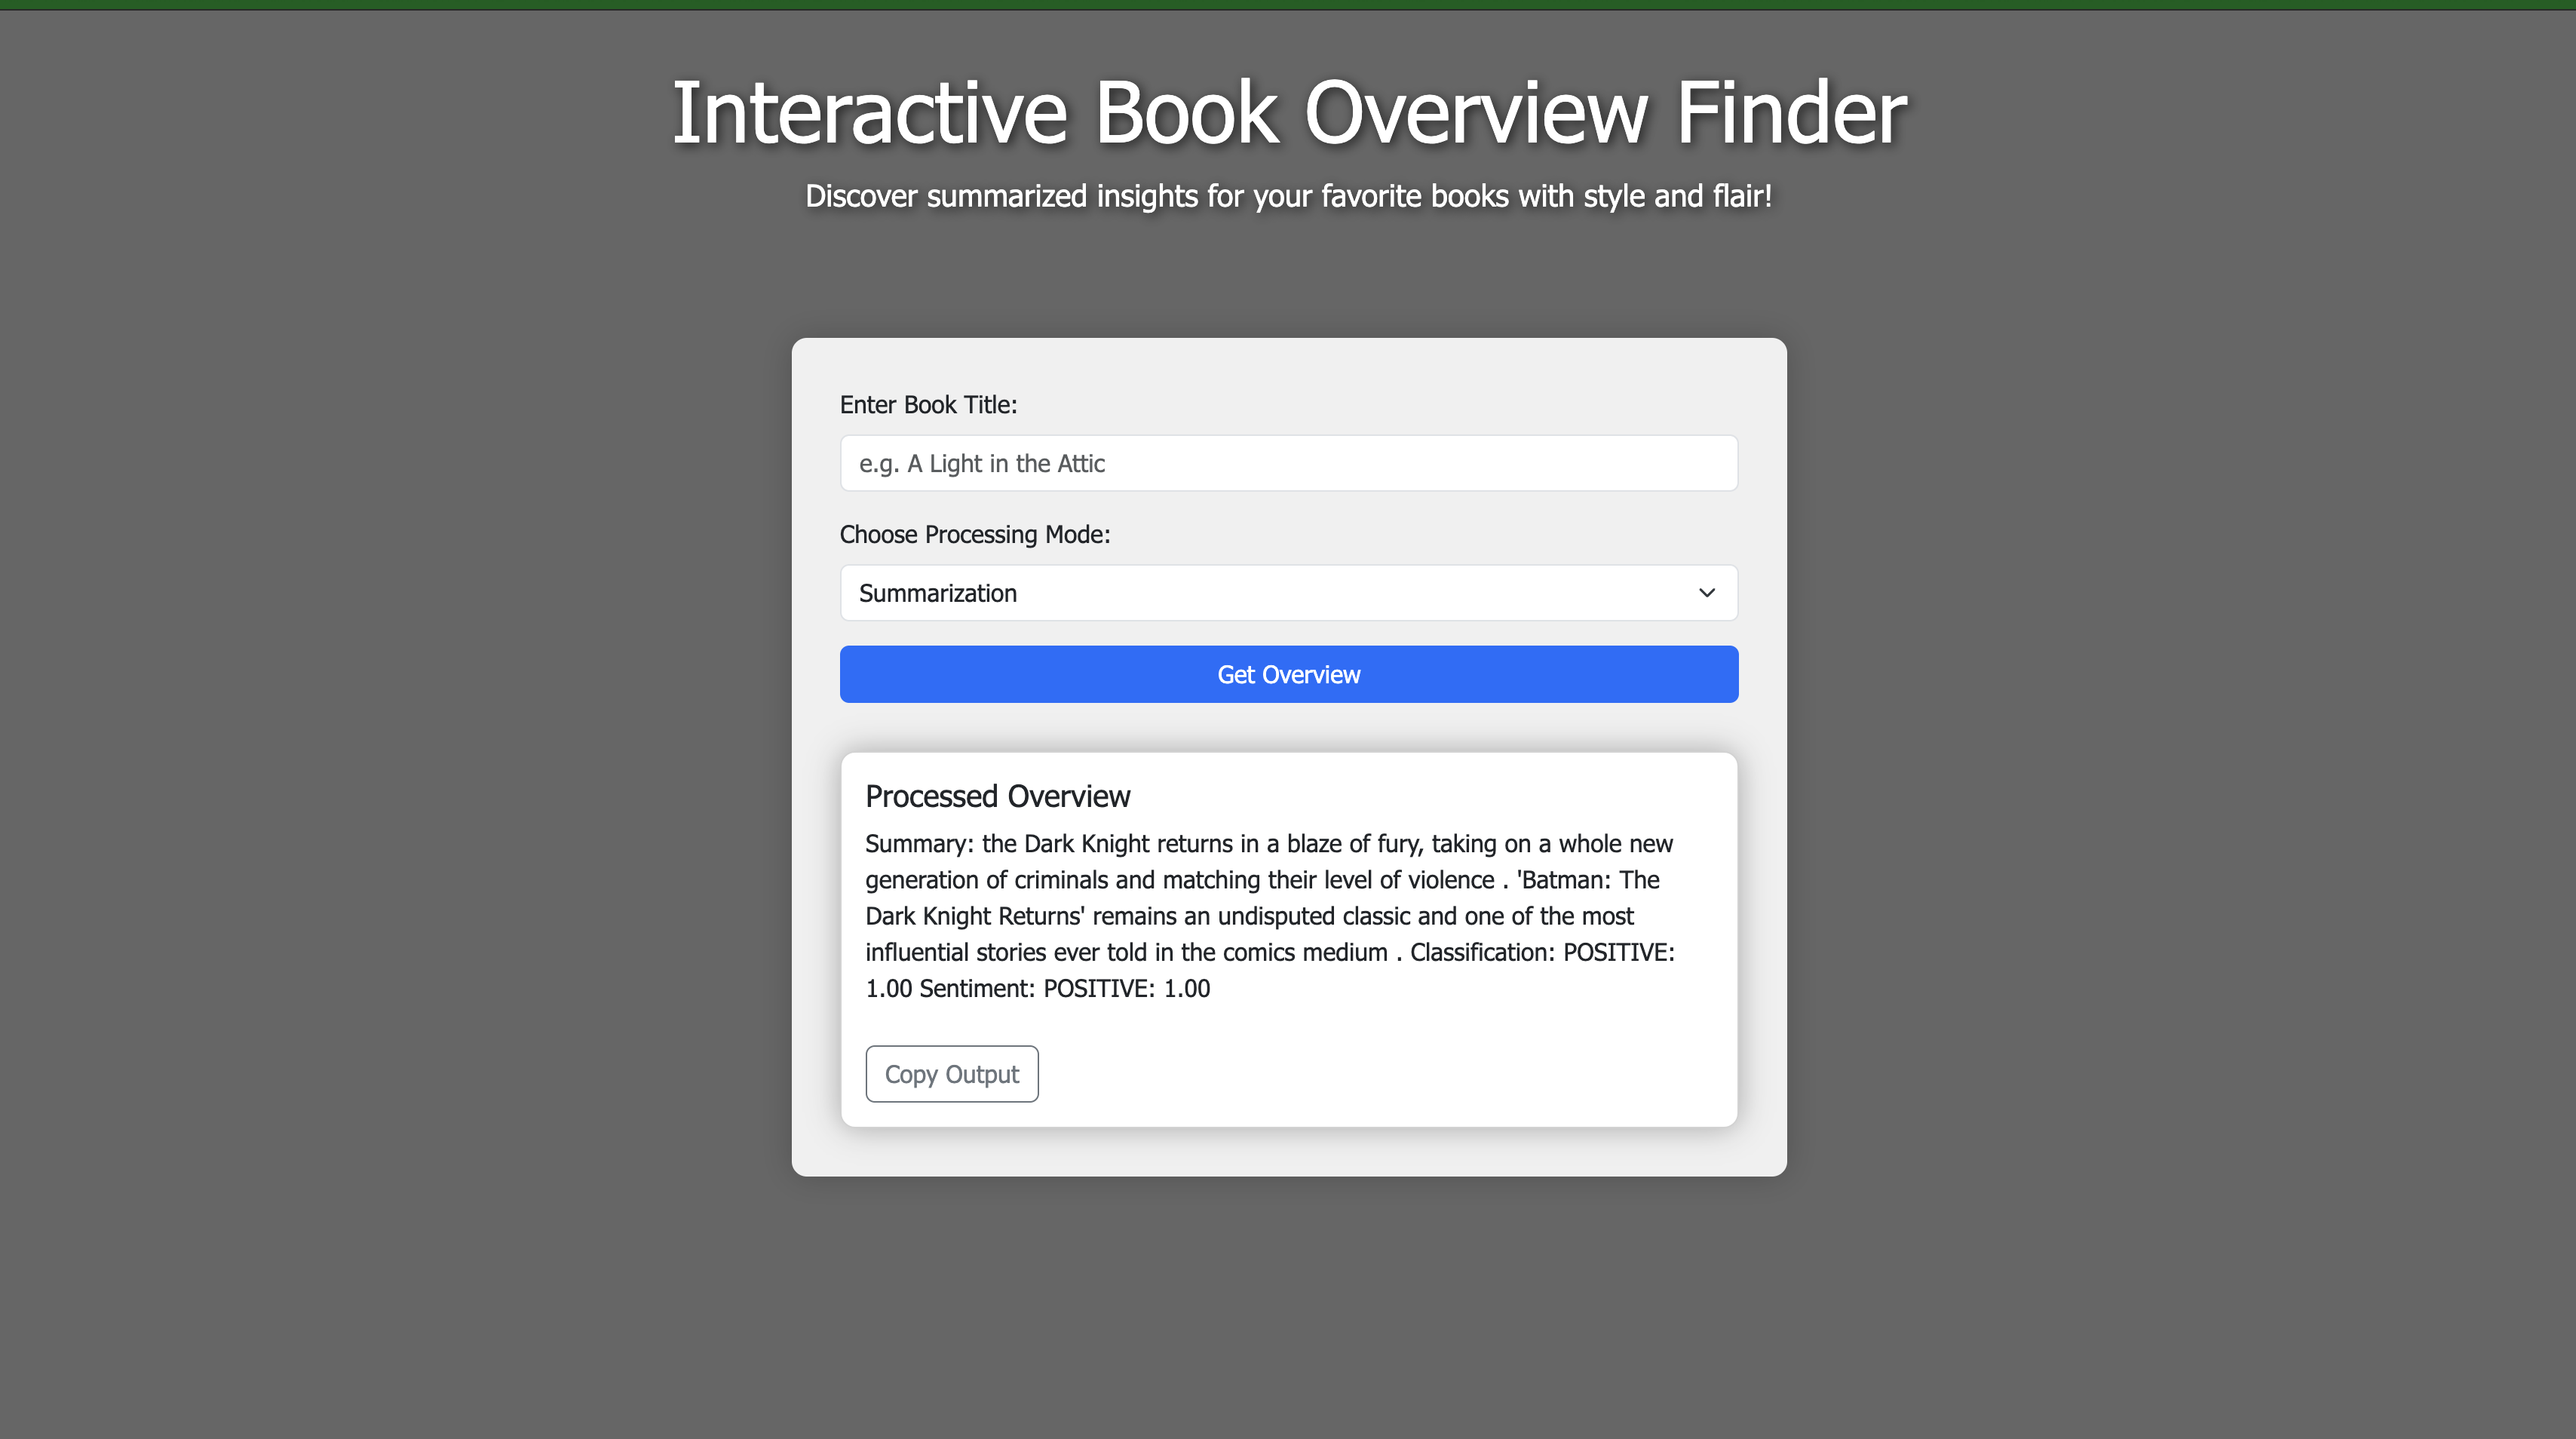 Interactive Book Overview Finder
Discover summarized insights for your favorite books with style and flair!
Enter Book Title:
e.g. A Light in the Attic
Choose Processing Mode:
Summarization
Get Overview
Processed Overview
Summary: the Dark Knight returns in a blaze of fury, taking on a whole new
generation of criminals and matching their level of violence . 'Batman: The
Dark Knight Returns' remains an undisputed classic and one of the most
influential stories ever told in the comics medium . Classification: POSITIVE:
1.00 Sentiment: POSITIVE: 1.00
Copy Output